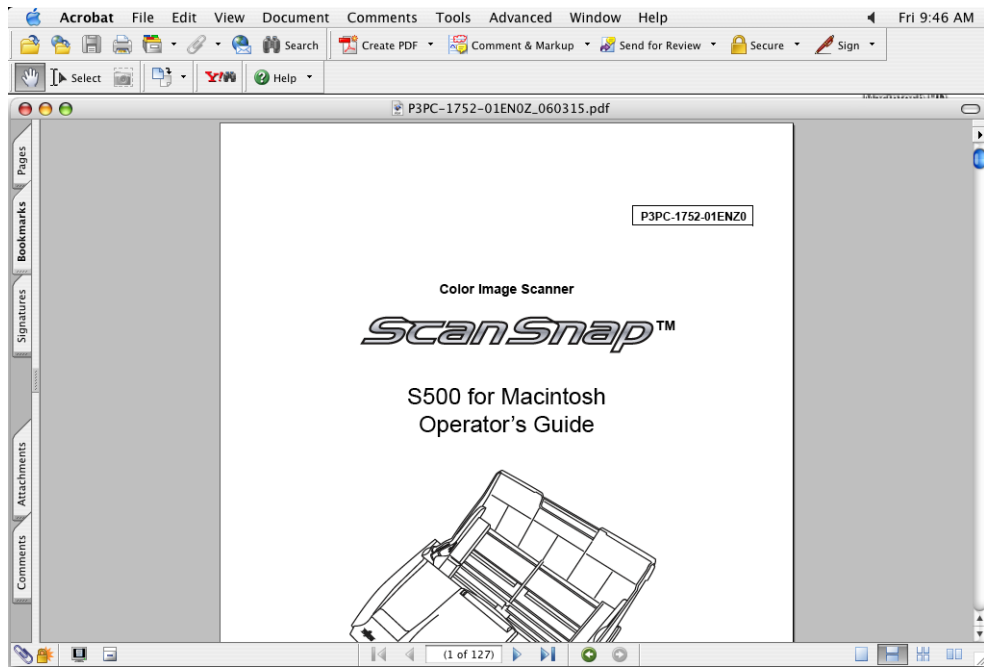 Acrobat File Edit View Document Comments Tools Advanced Window Help Fri 9:46 AM
Search Create PDF Comment & Markup Send for Review Secure Sign
Select Y! Help
P3PC-1752-01EN0Z_060315.pdf
Pages
Bookmarks
Signatures
Attachments
Comments
P3PC-1752-01ENZ0
Color Image Scanner
ScanSnap™
S500 for Macintosh
Operator's Guide
(1 of 127)